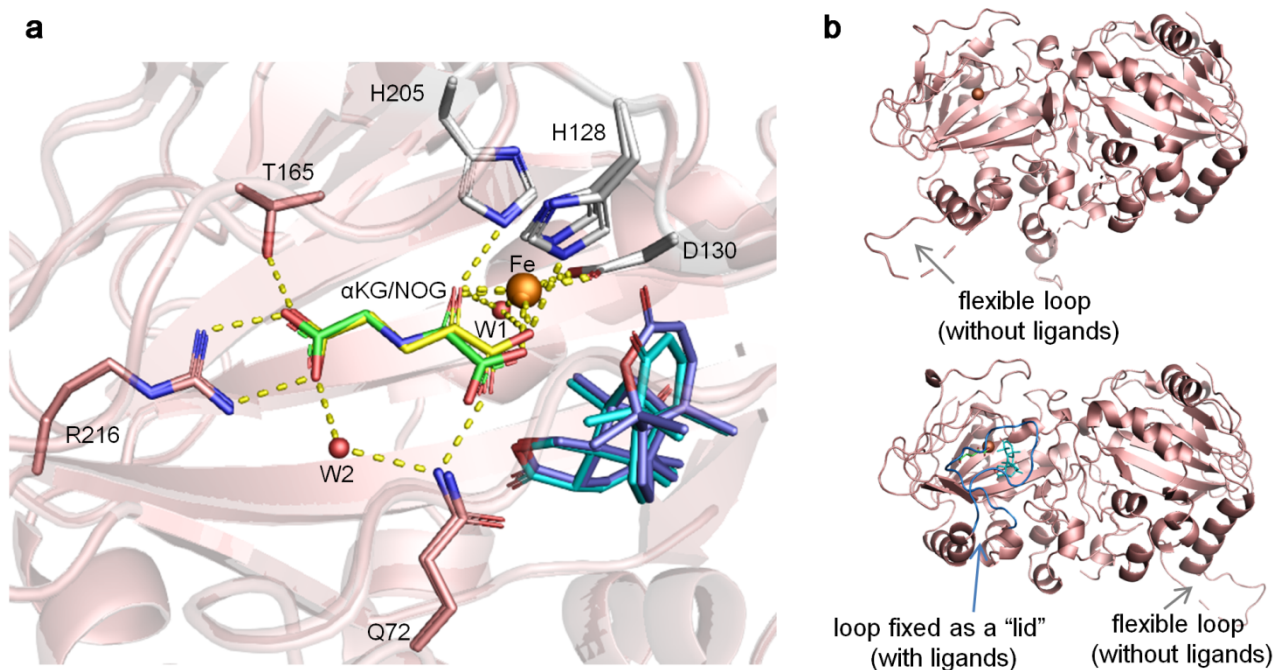 a
H205
H128
T165
D130
Fe
αKG/NOG
W1
R216
W2
Q72
b
flexible loop
(without ligands)
loop fixed as a “lid”
(with ligands)
flexible loop
(without ligands)